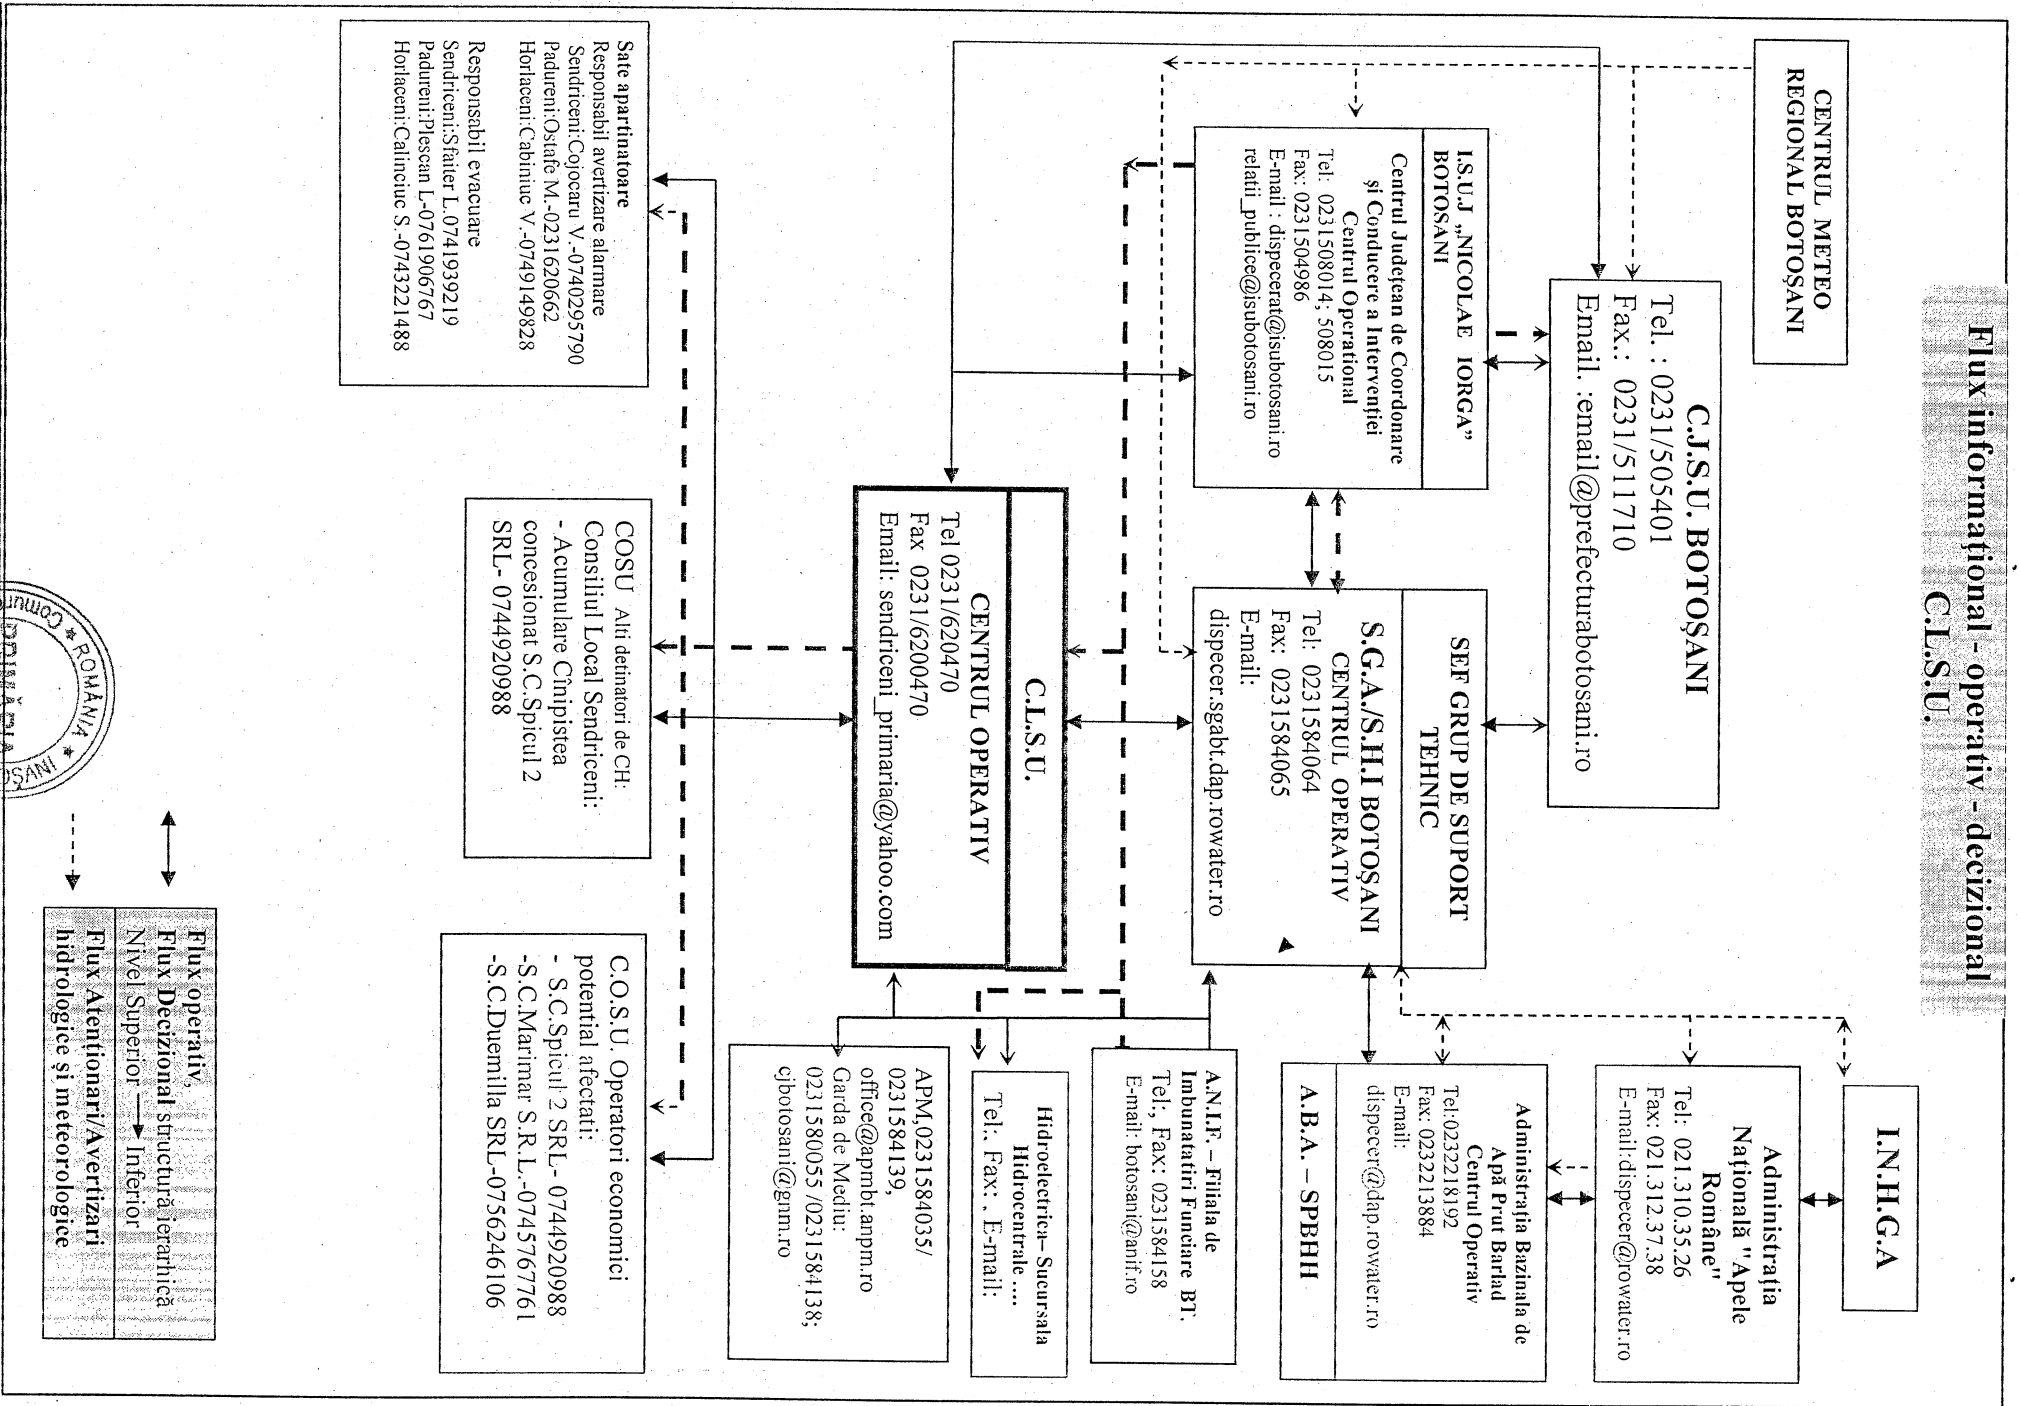 Flux informaţional - operativ - decizional
C.L.S.U.
CENTRUL METEO
REGIONAL BOTOŞANI
C.J.S.U. BOTOŞANI
Tel. : 0231/505401
Fax.: 0231/511710
Email. :email@prefecturabotosani.ro
I.N.H.G.A
Administraţia
Naţională "Apele
Române"
Tel: 021.310.35.26
Fax: 021.312.37.38
E-mail:dispecer@rowater.ro
I.S.U.J „NICOLAE IORGA”
BOTOSANI
Centrul Judeţean de Coordonare
şi Conducere a Intervenţiei
Centrul Operational
Tel: 0231508014; 508015
Fax: 0231504986
E-mail : dispecerat@isubotosani.ro
relatii_publice@isubotosani.ro
SEF GRUP DE SUPORT
TEHNIC
S.G.A./S.H.I BOTOŞANI
CENTRUL OPERATIV
Tel: 0231584064
Fax: 0231584065
E-mail:
dispecer.sgabt.dap.rowater.ro
Administraţia Bazinala de
Apă Prut Barlad
Centrul Operativ
Tel:0232218192
Fax: 0232213884
E-mail:
dispecer@dap.rowater.ro
A.B.A. – SPBHH
A.N.I.F. – Filiala de
Imbunatatiri Funciare BT.
Tel:, Fax: 0231584158
E-mail: botosani@anif.ro
C.L.S.U.
CENTRUL OPERATIV
Tel 0231/620470
Fax 0231/6200470
Email: sendriceni_primaria@yahoo.com
Hidroelectrica– Sucursala
Hidrocentrale ....
Tel:. Fax: . E-mail:
APM,0231584035/
0231584139,
office@apmbt.anpm.ro
Garda de Mediu:
0231580055 /0231584138;
cjbotosani@gnm.ro
Sate apartinatoare
Responsabil avertizare alarmare
Sendriceni:Cojocaru V.-0740295790
Padureni:Ostafe M.-0231620662
Horlaceni:Cabiniuc V.-0749149828
Responsabil evacuare
Sendriceni:Sfaiter L.0741939219
Padureni:Plescan L-0761906767
Horlaceni:Calinciuc S.-0743221488
COSU Alti detinatori de CH:
Consiliul Local Sendriceni:
- Acumulare Cînipistea
concesionat S.C.Spicul 2
SRL- 0744920988
C.O.S.U. Operatori economici
potential afectati:
- S.C.Spicul 2 SRL- 0744920988
-S.C.Marimar S.R.L.-0745767761
-S.C.Duemilla SRL-0756246106
Flux operativ,
Flux Decizional structură ierarhică
Nivel Superior Inferior
Flux Atenţionari/Avertizari
hidrologice şi meteorologice
ROMÂNIA